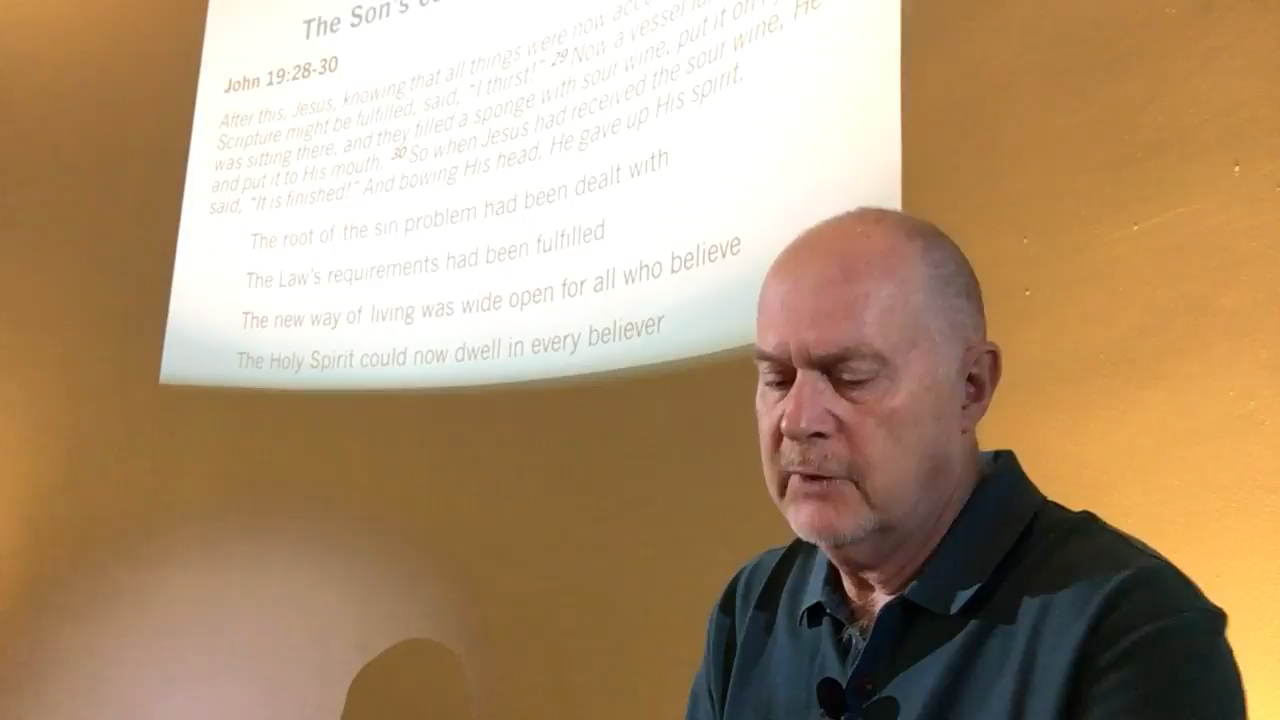 The Son's
John 19:28-30
After this, Jesus, knowing that all things were now
Scripture might be fulfilled, said, "I thirst!" 29 Now a vessel
was sitting there, and they filled a sponge with sour wine, put it on
and put it to His mouth. 30 So when Jesus had received the sour wine, He
said, "It is finished!" And bowing His head, He gave up His spirit.
The root of the sin problem had been dealt with
The Law's requirements had been fulfilled
The new way of living was wide open for all who believe
The Holy Spirit could now dwell in every believer